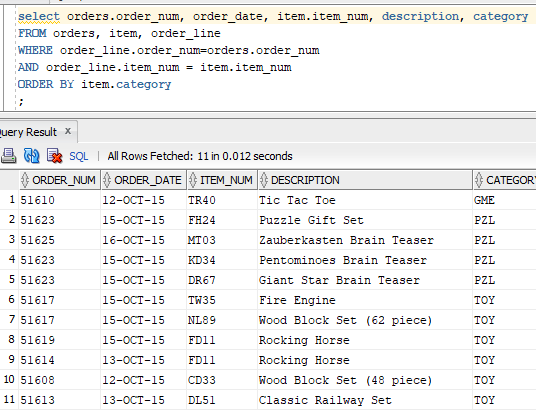 select orders.order_num, order_date, item.item_num, description, category
FROM orders, item, order_line
WHERE order_line.order_num=orders.order_num
AND order_line.item_num = item.item_num
ORDER BY item.category
;
Query Result x
SQL | All Rows Fetched: 11 in 0.012 seconds
ORDER_NUM ORDER_DATE ITEM_NUM DESCRIPTION CATEGORY
1 51610 12-OCT-15 TR40 Tic Tac Toe GME
2 51623 15-OCT-15 FH24 Puzzle Gift Set PZL
3 51625 16-OCT-15 MT03 Zauberkasten Brain Teaser PZL
4 51623 15-OCT-15 KD34 Pentominoes Brain Teaser PZL
5 51623 15-OCT-15 DR67 Giant Star Brain Teaser PZL
6 51617 15-OCT-15 TW35 Fire Engine TOY
7 51617 15-OCT-15 NL89 Wood Block Set (62 piece) TOY
8 51619 15-OCT-15 FD11 Rocking Horse TOY
9 51614 13-OCT-15 FD11 Rocking Horse TOY
10 51608 12-OCT-15 CD33 Wood Block Set (48 piece) TOY
11 51613 13-OCT-15 DL51 Classic Railway Set TOY